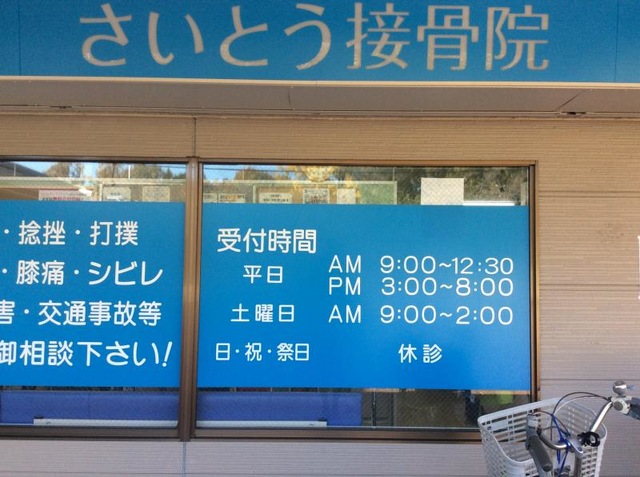 さいとう接骨院
・捻挫・打撲
・膝痛・シビレ
害・交通事故等
御相談下さい!
受付時間
平日 AM 9:00~12:30
PM 3:00~8:00
土曜日 AM 9:00~2:00
日・祝・祭日 休診